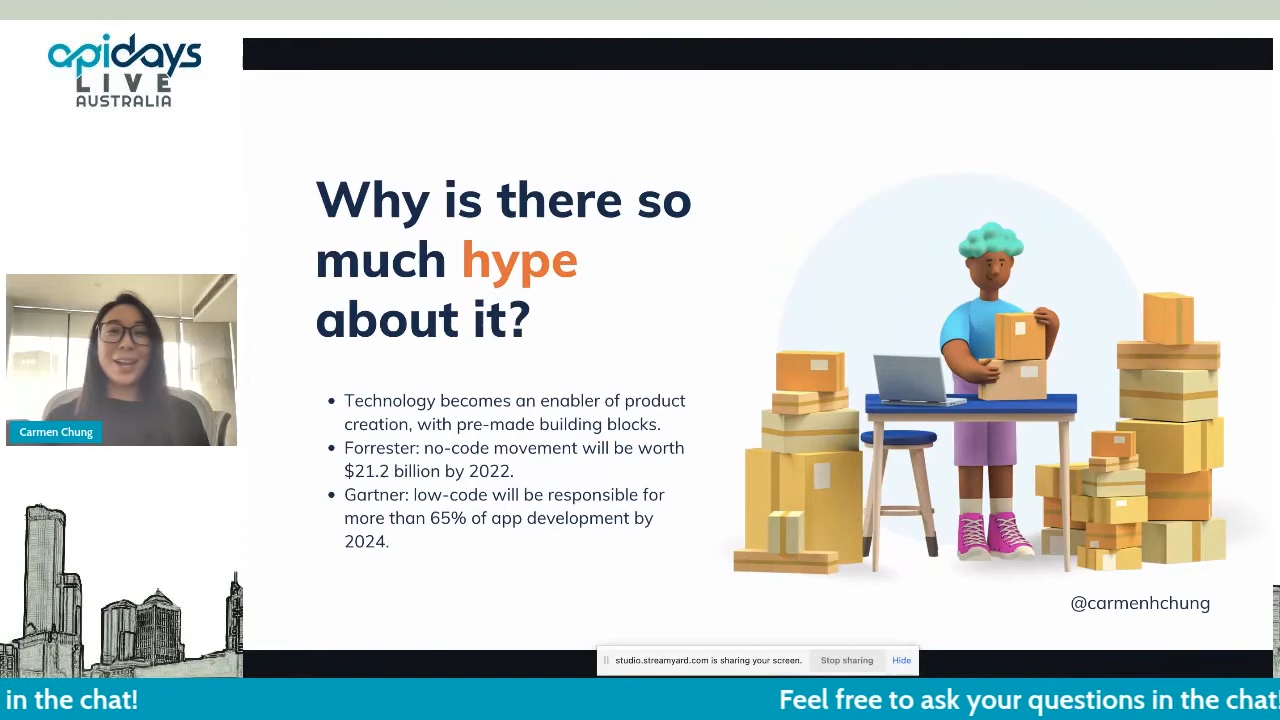 apidays
LIVE
AUSTRALIA
Why is there so
much hype
about it?
• Technology becomes an enabler of product
creation, with pre-made building blocks.
• Forrester: no-code movement will be worth
$21.2 billion by 2022.
• Gartner: low-code will be responsible for
more than 65% of app development by
2024.
Carmen Chung
@carmenhchung
studio.streamyard.com is sharing your screen.
Stop sharing
Hide
in the chat!
Feel free to ask your questions in the chat!